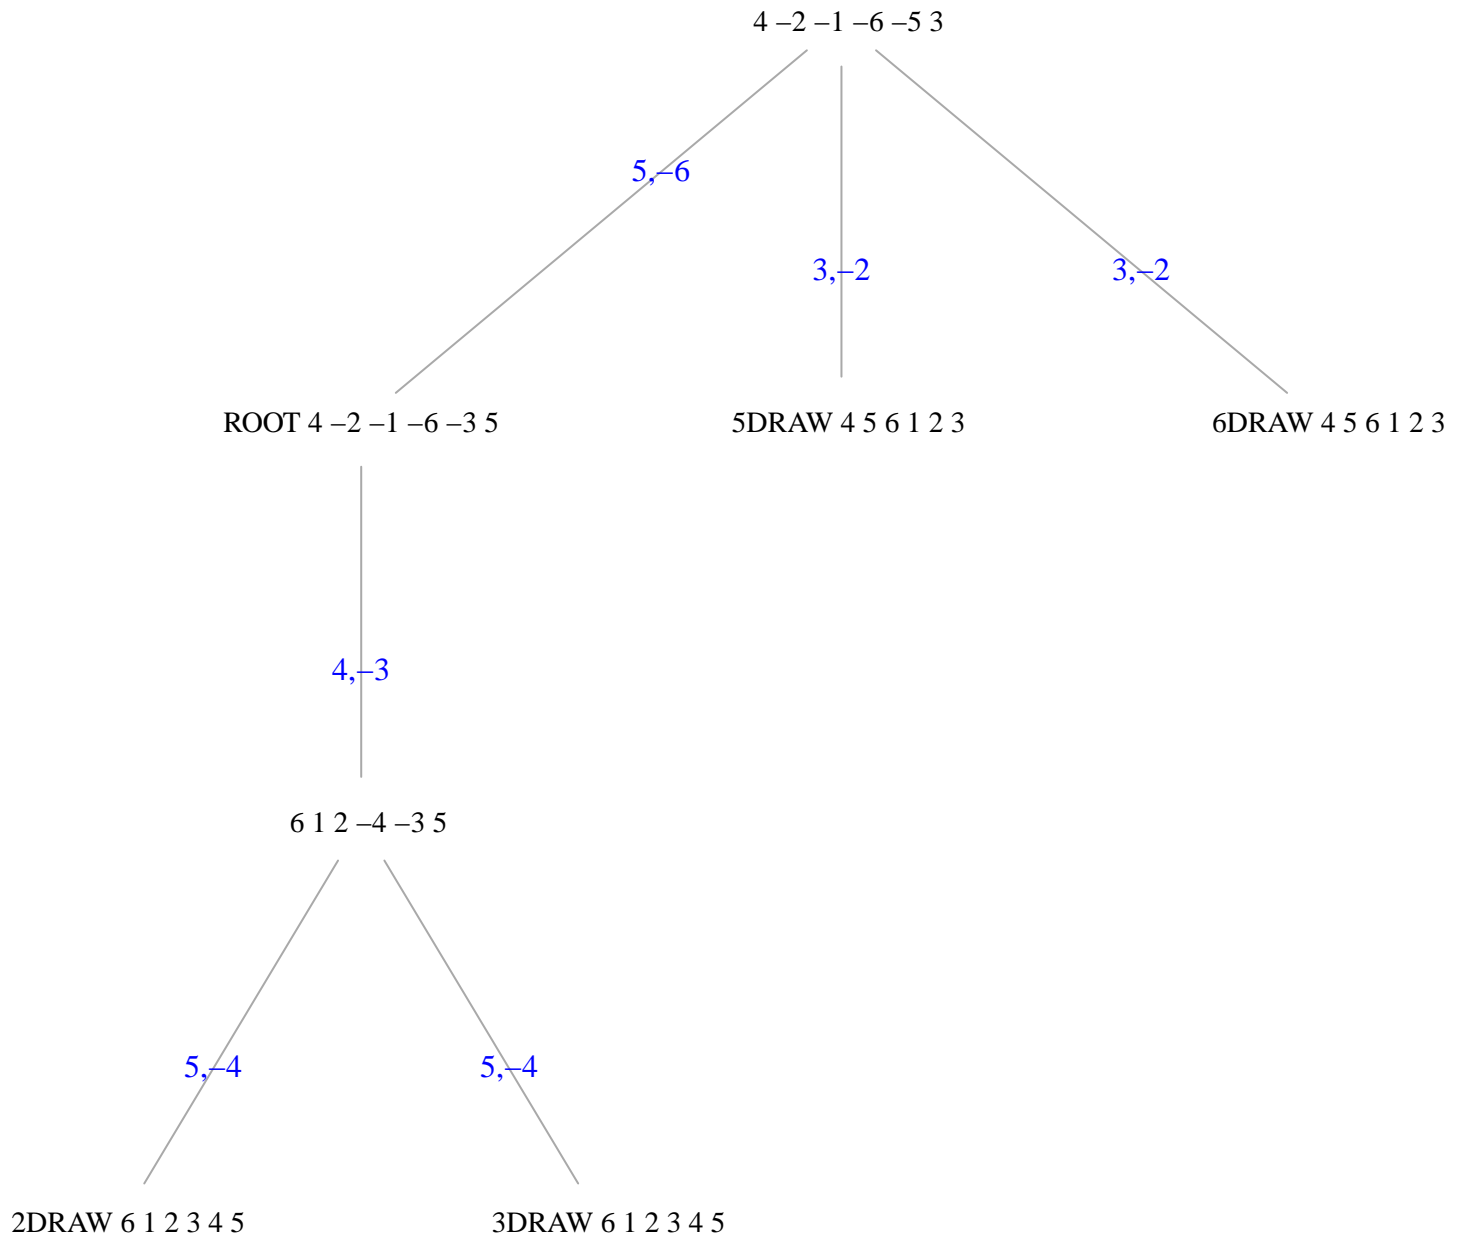 4 –2 –1 –6 –5 3
5,–6
3,–2
3,–2
ROOT 4 –2 –1 –6 –3 5
5DRAW 4 5 6 1 2 3
6DRAW 4 5 6 1 2 3
4,–3
6 1 2 –4 –3 5
5,–4
5,–4
2DRAW 6 1 2 3 4 5
3DRAW 6 1 2 3 4 5